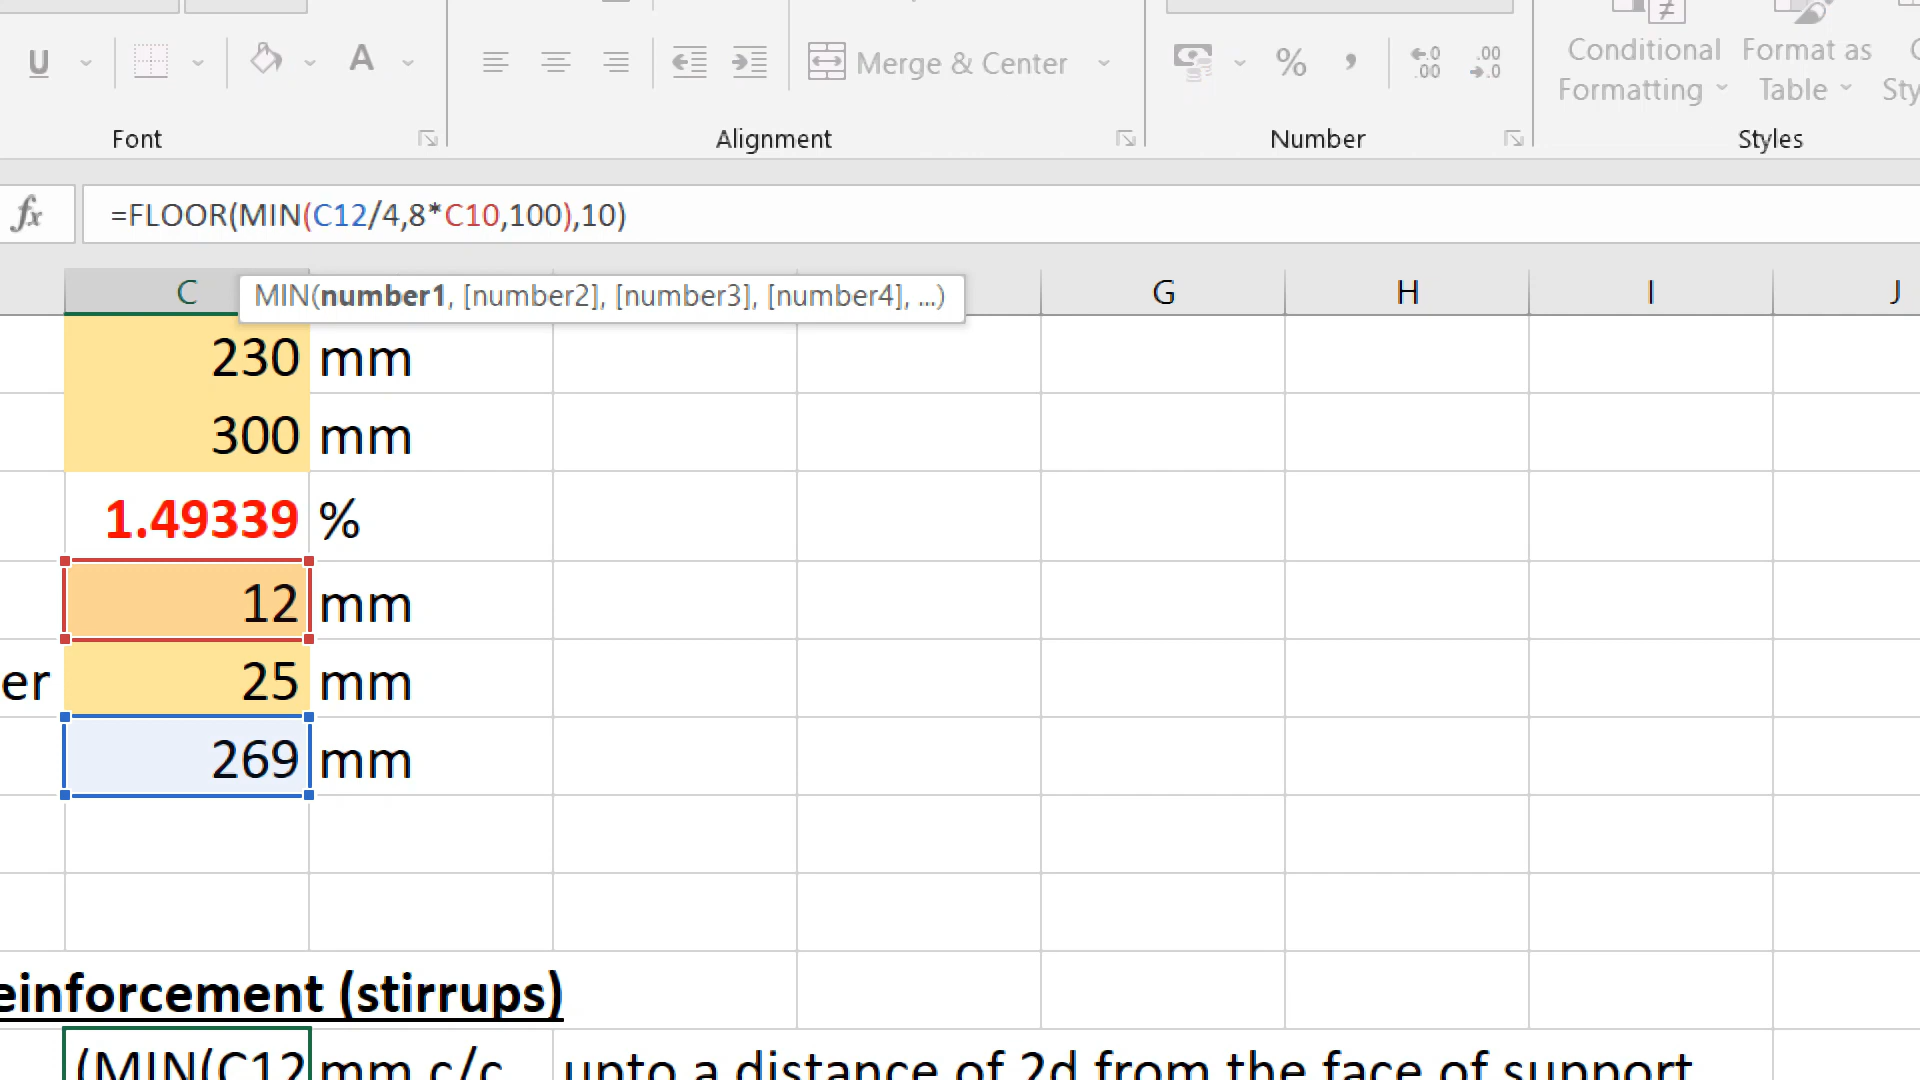 U A Merge & Center % , Conditional Format as
Formatting Table Sty
Font Alignment Number Styles
fx =FLOOR(MIN(C12/4,8*C10,100),10)
C MIN(number1, [number2], [number3], [number4], ...) G H I J
230 mm
300 mm
1.49339 %
12 mm
er 25 mm
269 mm
einforcement (stirrups)
(MIN(C12 mm c/c upto a distance of 2d from the face of support